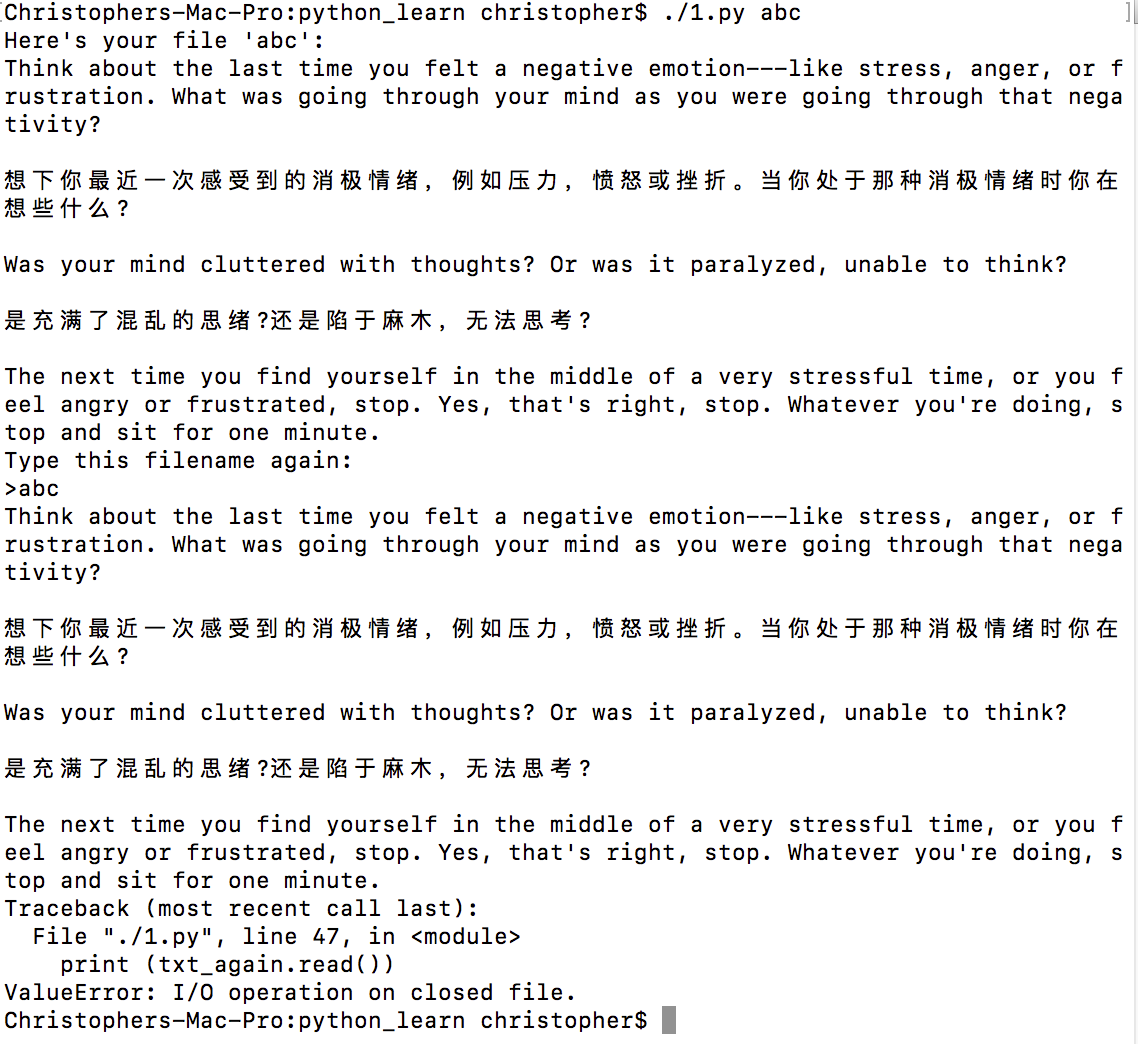 Christophers-Mac-Pro:python_learn christopher$ ./1.py abc
Here's your file 'abc':
Think about the last time you felt a negative emotion---like stress, anger, or f
rustration. What was going through your mind as you were going through that nega
tivity?
想下你最近一次感受到的消极情绪，例如压力，愤怒或挫折。当你处于那种消极情绪时你在
想些什么?
Was your mind cluttered with thoughts? Or was it paralyzed, unable to think?
是充满了混乱的思绪?还是陷于麻木，无法思考?
The next time you find yourself in the middle of a very stressful time, or you f
eel angry or frustrated, stop. Yes, that's right, stop. Whatever you're doing, s
top and sit for one minute.
Type this filename again:
>abc
Think about the last time you felt a negative emotion---like stress, anger, or f
rustration. What was going through your mind as you were going through that nega
tivity?
想下你最近一次感受到的消极情绪，例如压力，愤怒或挫折。当你处于那种消极情绪时你在
想些什么?
Was your mind cluttered with thoughts? Or was it paralyzed, unable to think?
是充满了混乱的思绪?还是陷于麻木，无法思考?
The next time you find yourself in the middle of a very stressful time, or you f
eel angry or frustrated, stop. Yes, that's right, stop. Whatever you're doing, s
top and sit for one minute.
Traceback (most recent call last):
  File "./1.py", line 47, in <module>
    print (txt_again.read())
ValueError: I/O operation on closed file.
Christophers-Mac-Pro:python_learn christopher$